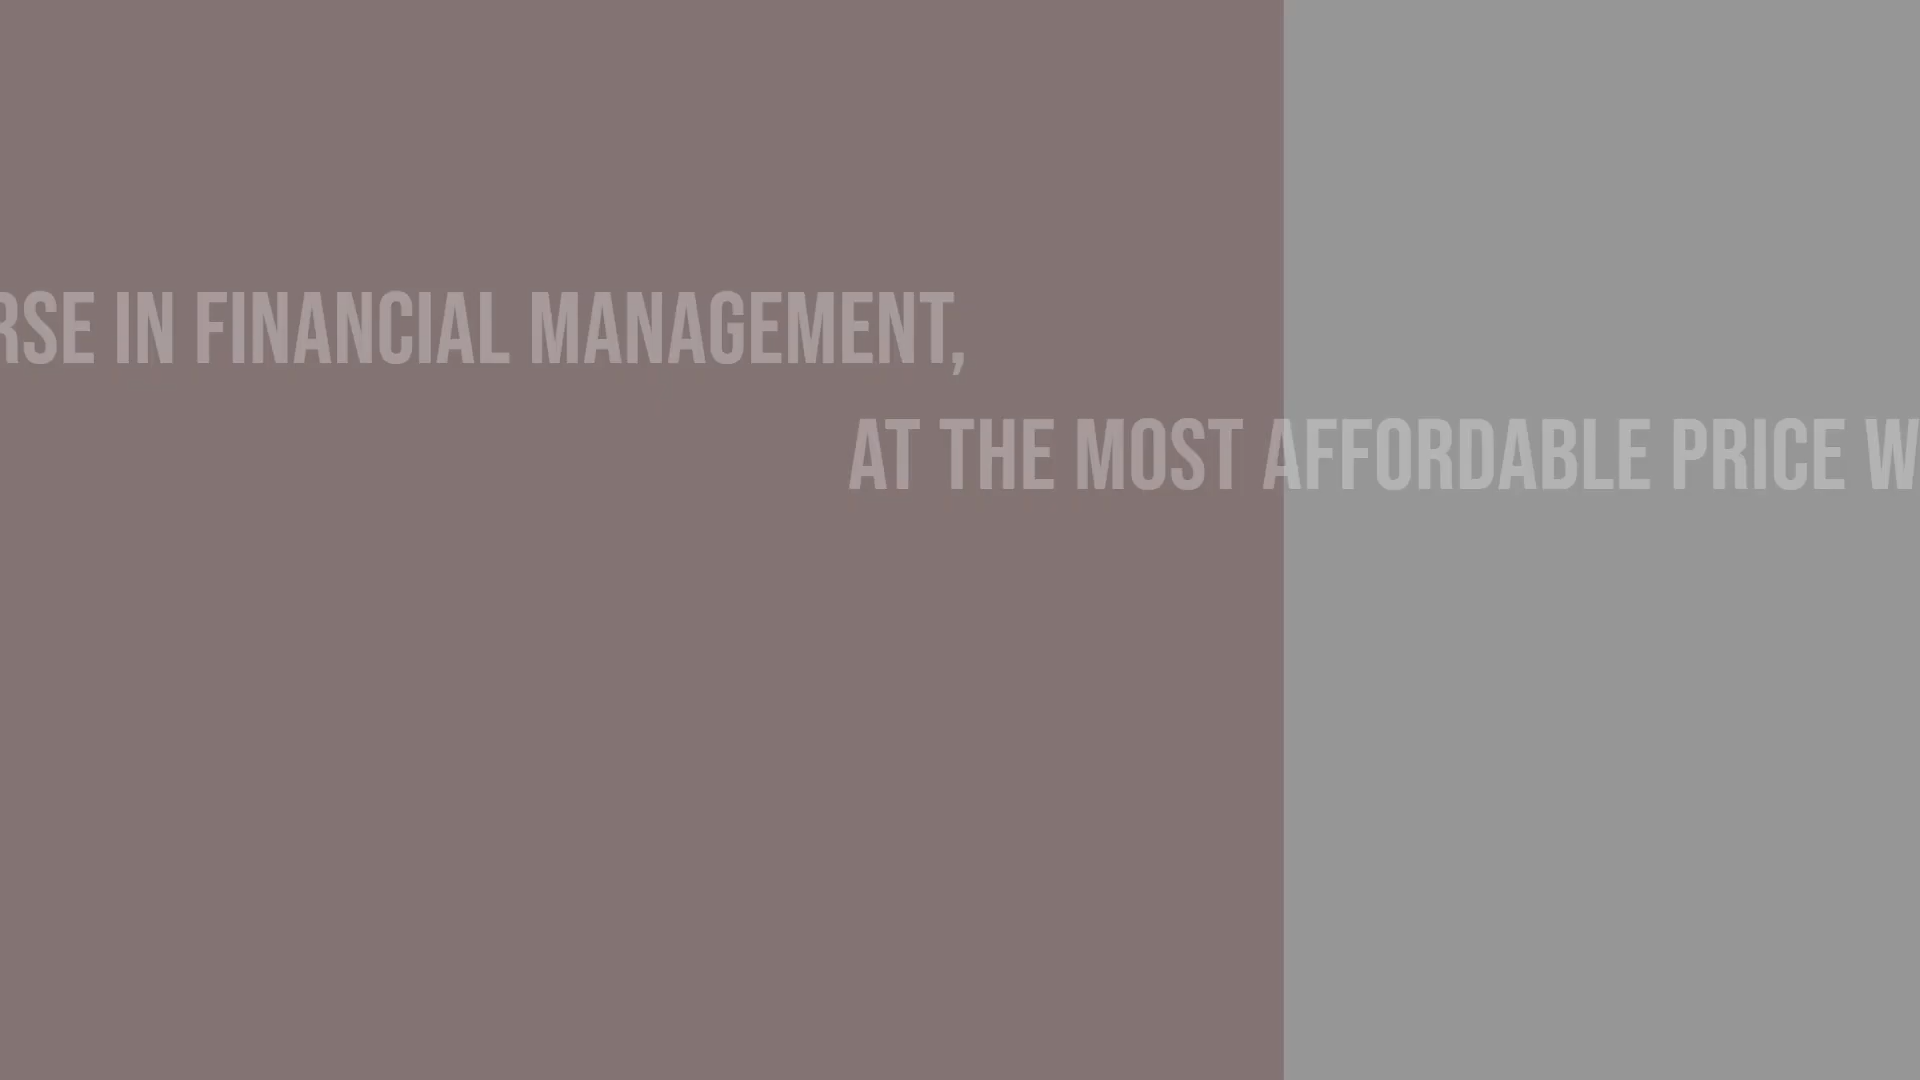 RSE IN FINANCIAL MANAGEMENT,
AT THE MOST AFFORDABLE PRICE W